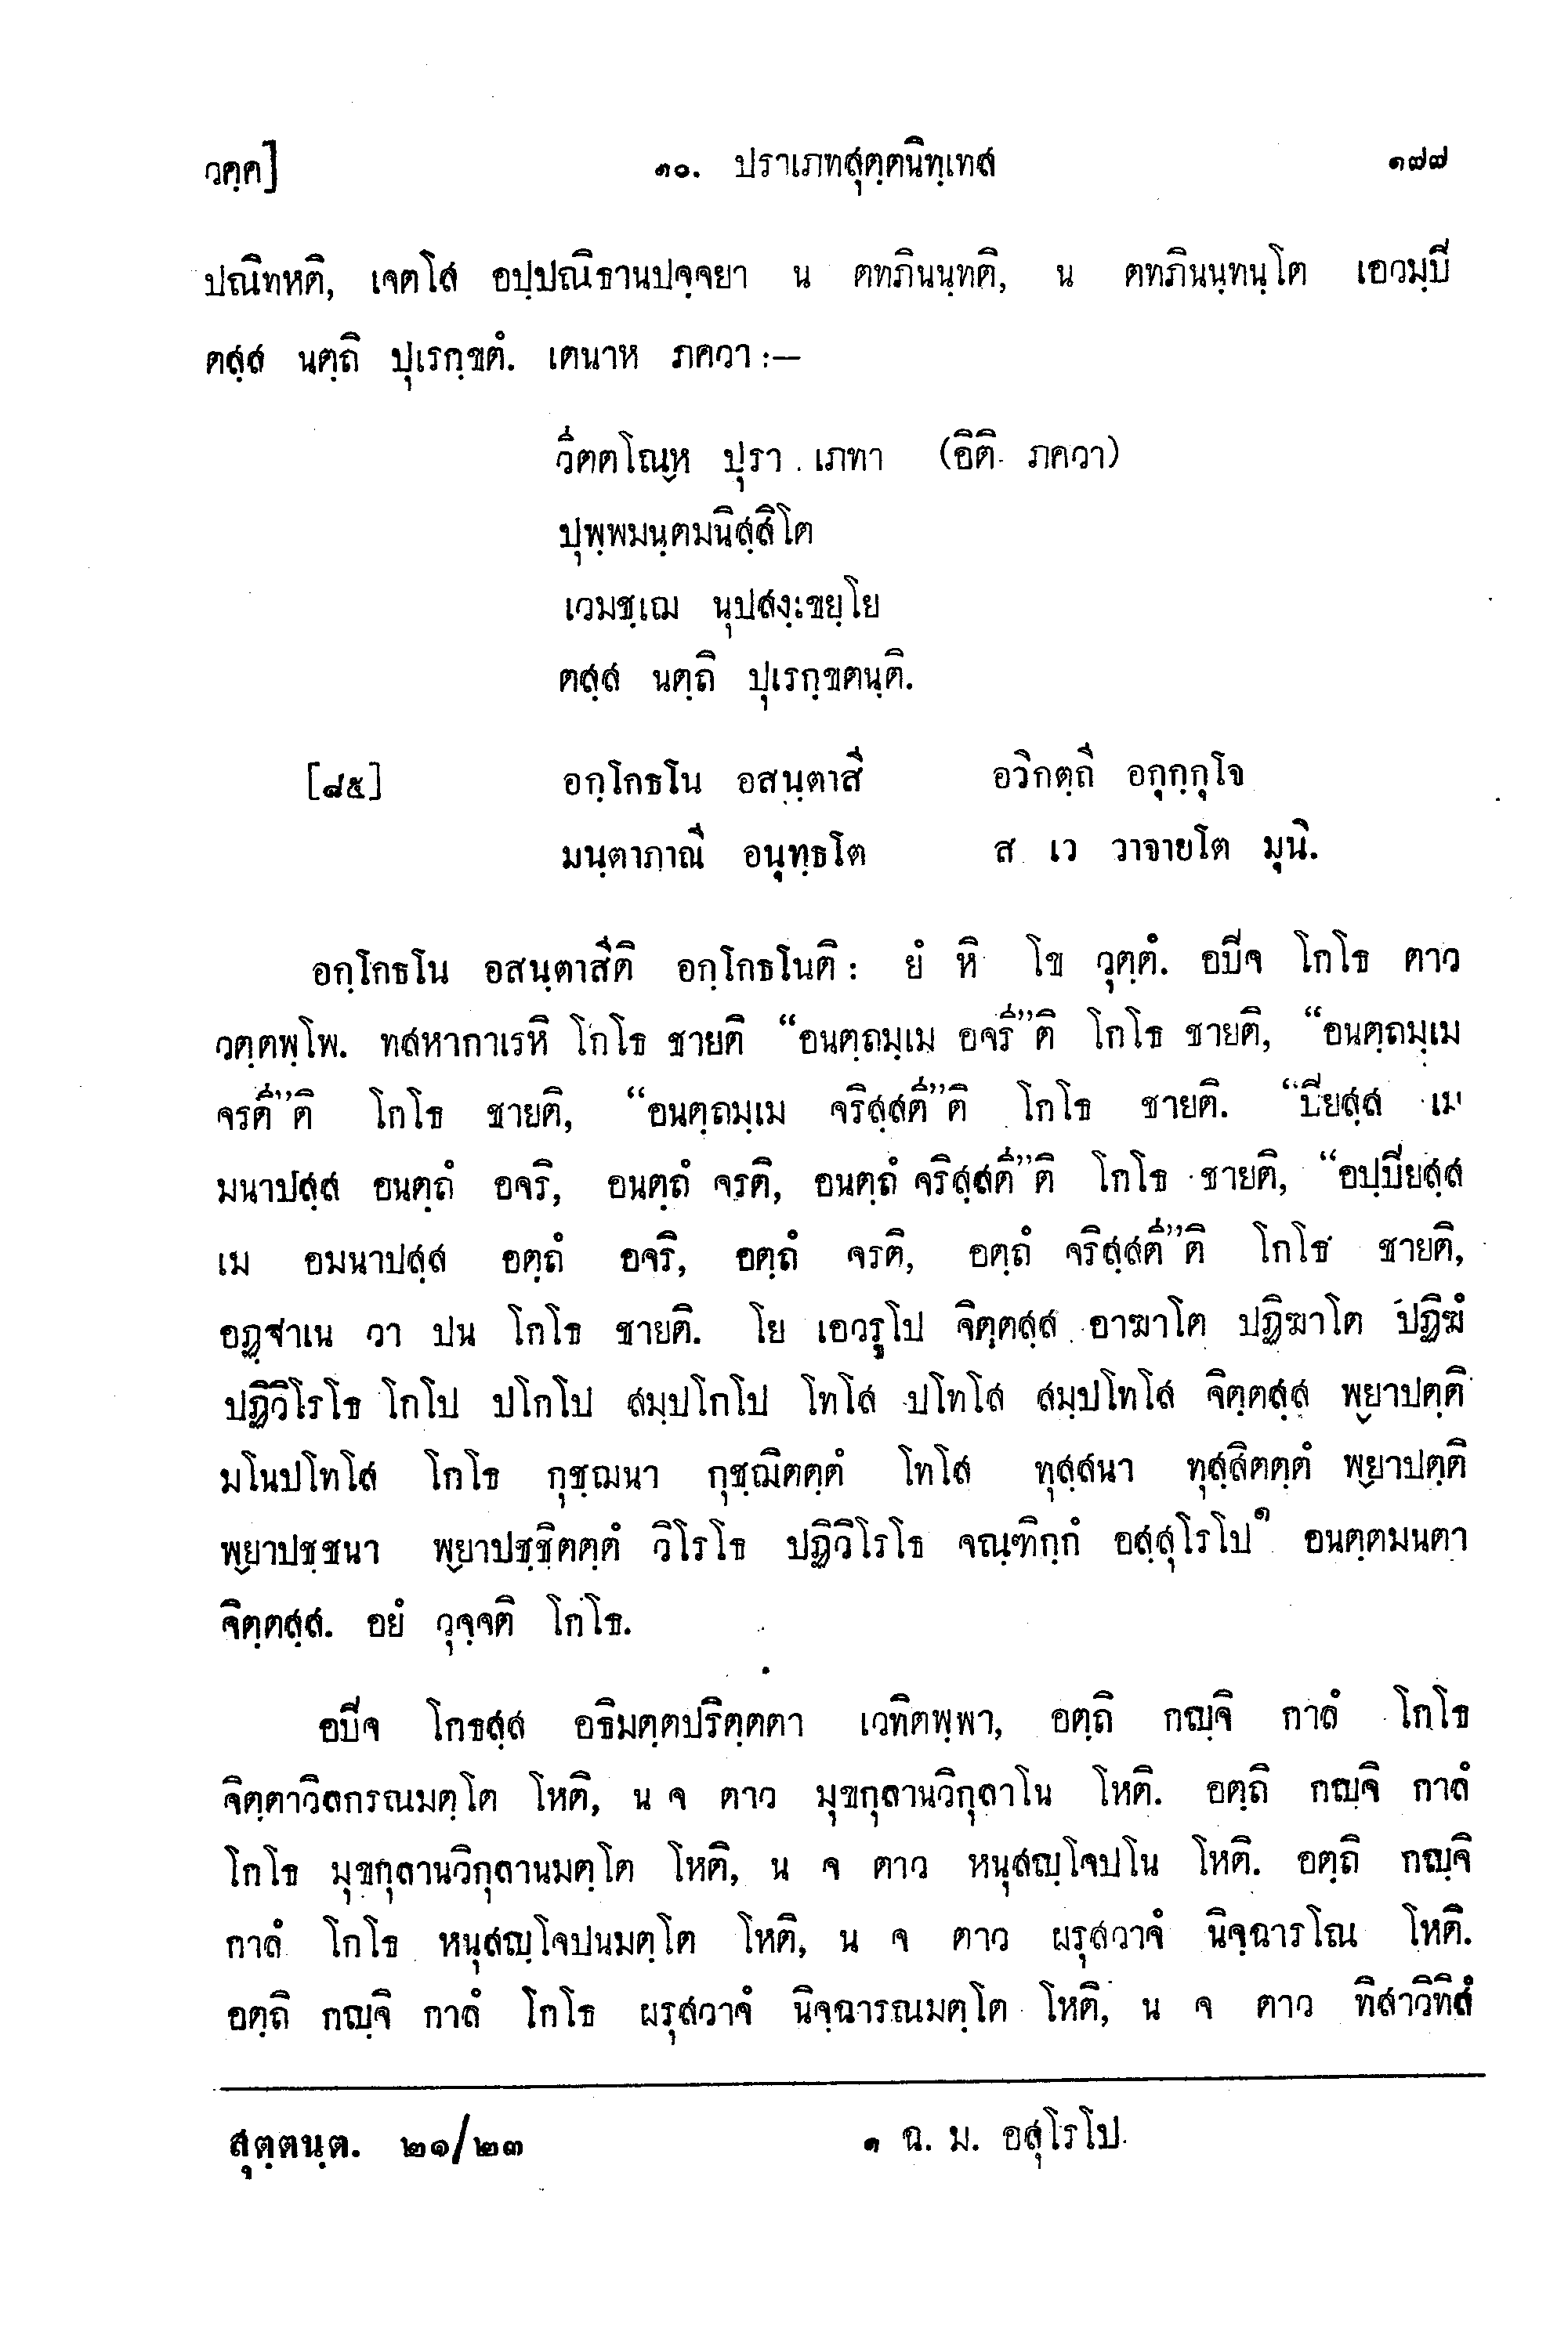 วคฺค]
๑๐. ปุราเภทสุตฺตนิทฺเทส
๑๗๗
ปณิทหติ, เจตโส อปฺปณิธานปจฺจยา น ตทภินนฺทติ, น ตทภินนฺทนฺโต เอวมฺปิ
ตสฺส นตฺถิ ปุเรกฺขตํ. เตนาห ภควา :–
วีตตโณฺห ปุรา เภทา (อิติ ภควา)
ปุพฺพมนฺตมนิสฺสิโต
เวมชฺเฌ นุปสงฺเขยฺโย
ตสฺส นตฺถิ ปุเรกฺขตนฺติ.
[๘๕] อกฺโกธโน อสนฺตาสี อวิกตฺถี อกุกฺกุโจ
มนฺตาภาณี อนุทฺธโต ส เว วาจายโต มุนิ.
อกฺโกธโน อสนฺตาสีติ อกฺโกธโนติ : ยํ หิ โข วุตฺตํ. อปิจ โกโธ ตาว
วตฺตพฺโพ. ทสหากาเรหิ โกโธ ชายติ “อนตฺถมฺเม อจรี”ติ โกโธ ชายติ, “อนตฺถมฺเม
จรตี”ติ โกโธ ชายติ, “อนตฺถมฺเม จริสฺสตี”ติ โกโธ ชายติ. “ปิยสฺส เม
มนาปสฺส อนตฺถํ อจริ, อนตฺถํ จรติ, อนตฺถํ จริสฺสตี”ติ โกโธ ชายติ, “อปฺปิยสฺส
เม อมนาปสฺส อตฺถํ อจริ, อตฺถํ จรติ, อตฺถํ จริสฺสตี”ติ โกโธ ชายติ,
อฏฺฐาเน วา ปน โกโธ ชายติ. โย เอวรูโป จิตฺตสฺส อาฆาโต ปฏิฆาโต ปฏิฆํ
ปฏิวิโรโธ โกโป ปโกโป สมฺปโกโป โทโส ปโทโส สมฺปโทโส จิตฺตสฺส พฺยาปตฺติ
มโนปโทโส โกโธ กุชฺฌนา กุชฺฌิตตฺตํ โทโส ทุสฺสนา ทุสฺสิตตฺตํ พฺยาปตฺติ
พฺยาปชฺชนา พฺยาปชฺชิตตฺตํ วิโรโธ ปฏิวิโรโธ จณฺฑิกฺกํ อสฺสุโรโป๑ อนตฺตมนตา
จิตฺตสฺส. อยํ วุจฺจติ โกโธ.
อปิจ โกธสฺส อธิมตฺตปริตฺตตา เวทิตพฺพา, อตฺถิ กญฺจิ กาลํ โกโธ
จิตฺตาวิลกรณมตฺโต โหติ, น จ ตาว มุขกุลานวิกุลาโน โหติ. อตฺถิ กญฺจิ กาลํ
โกโธ มุขกุลานวิกุลานมตฺโต โหติ, น จ ตาว หนุสญฺโจปโน โหติ. อตฺถิ กญฺจิ
กาลํ โกโธ หนุสญฺโจปนมตฺโต โหติ, น จ ตาว ผรุสวาจํ นิจฺฉารโณ โหติ.
อตฺถิ กญฺจิ กาลํ โกโธ ผรุสวาจํ นิจฺฉารณมตฺโต โหติ, น จ ตาว ทิสาวิทิสํ
สุตฺตนฺต. ๒๑/๒๓
๑ ฉ. ม. อสุโรโป.